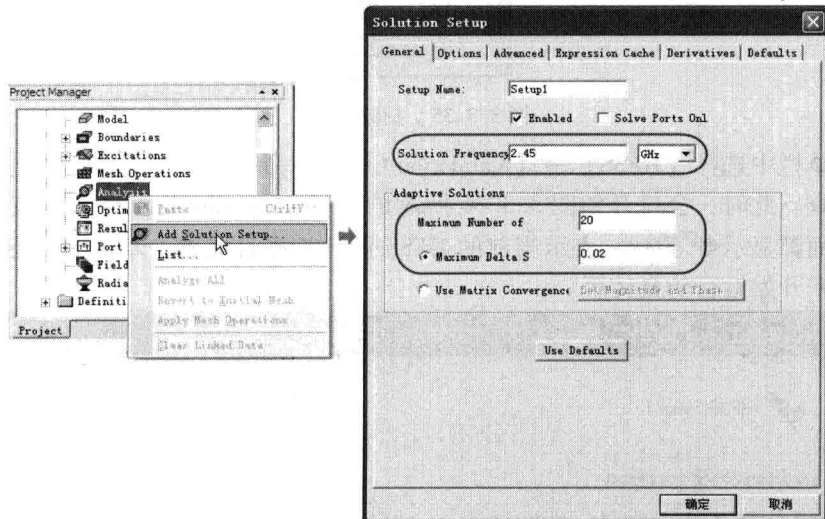 Project Manager
Model
Boundaries
Excitations
Mesh Operations
Analysis
Optim
Resul
Port
Field
Radia
Definiti
Project
Paste Ctrl+V
Add Solution Setup...
List...
Analyze All
Revert to Initial Mesh
Apply Mesh Operations
Clear Linked Data
Solution Setup
General Options Advanced Expression Cache Derivatives Defaults
Setup Name: Setup1
Enabled Solve Ports Onl
Solution Frequency 2.45 GHz
Adaptive Solutions
Maximum Number of 20
Maximum Delta S 0.02
Use Matrix Convergence Set Magnitude and Phase...
Use Defaults
确定 取消